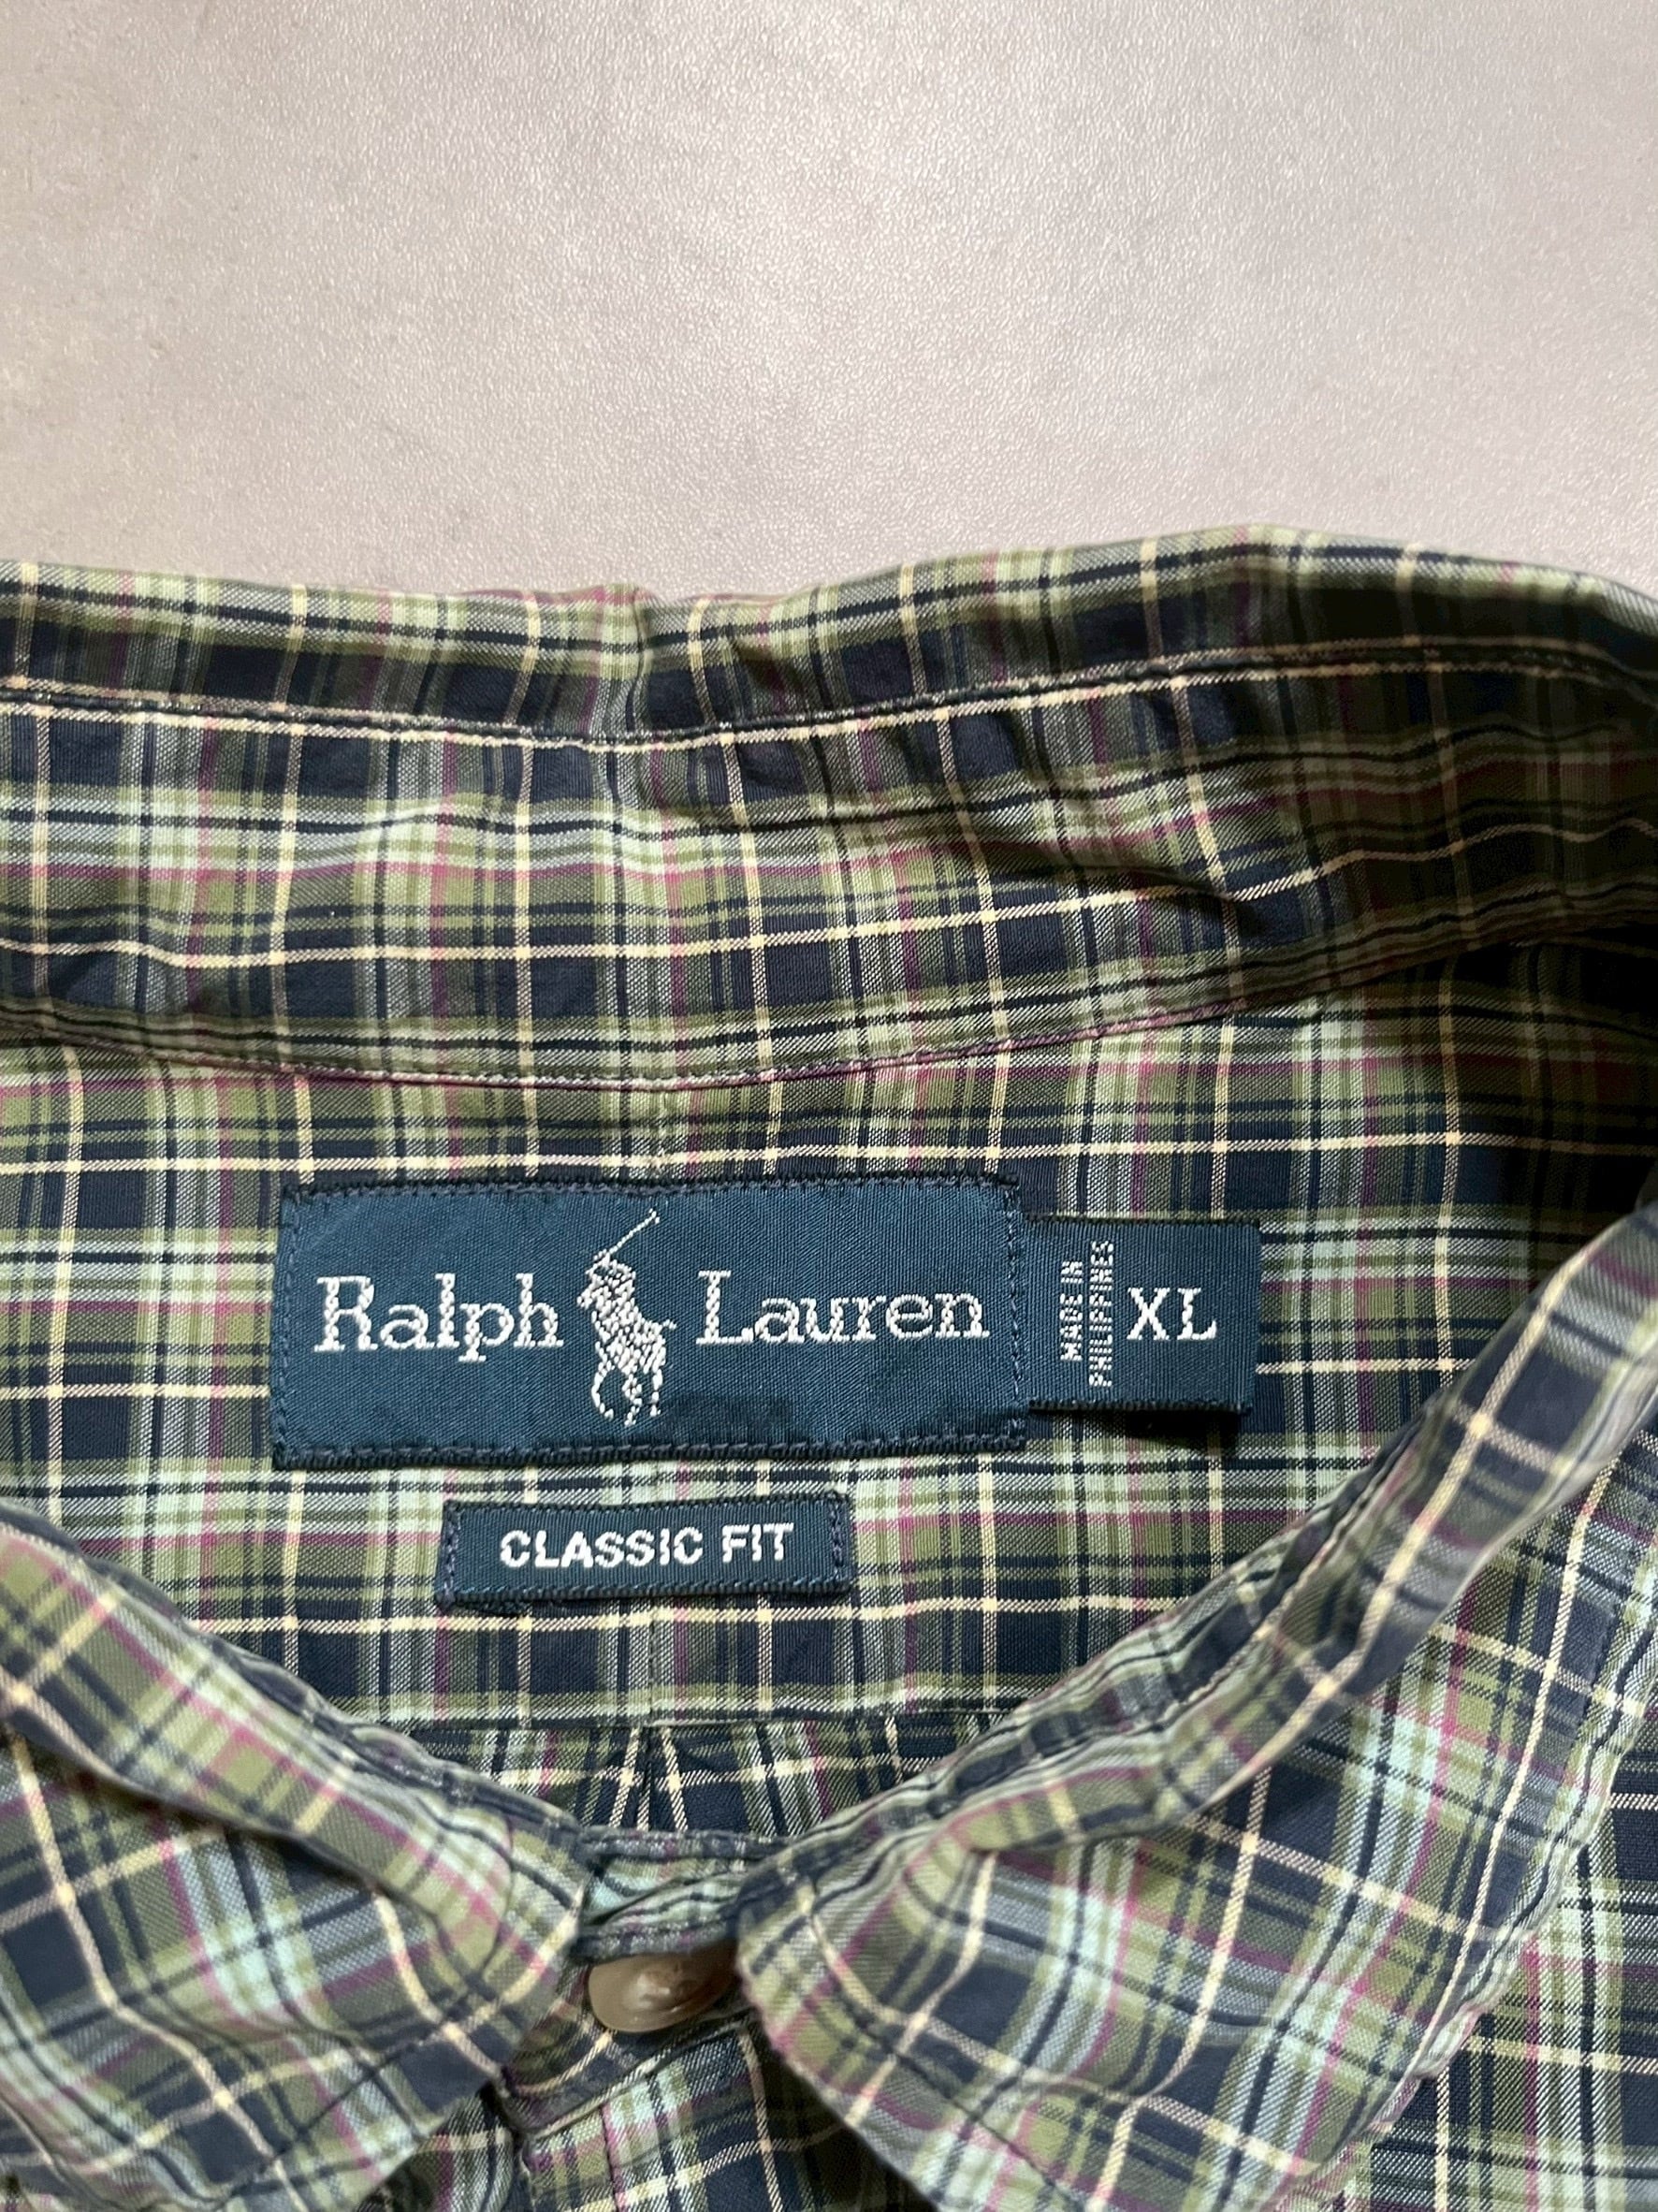 Ralph Lauren
MADE IN
PHILIPPINES
XL
CLASSIC FIT